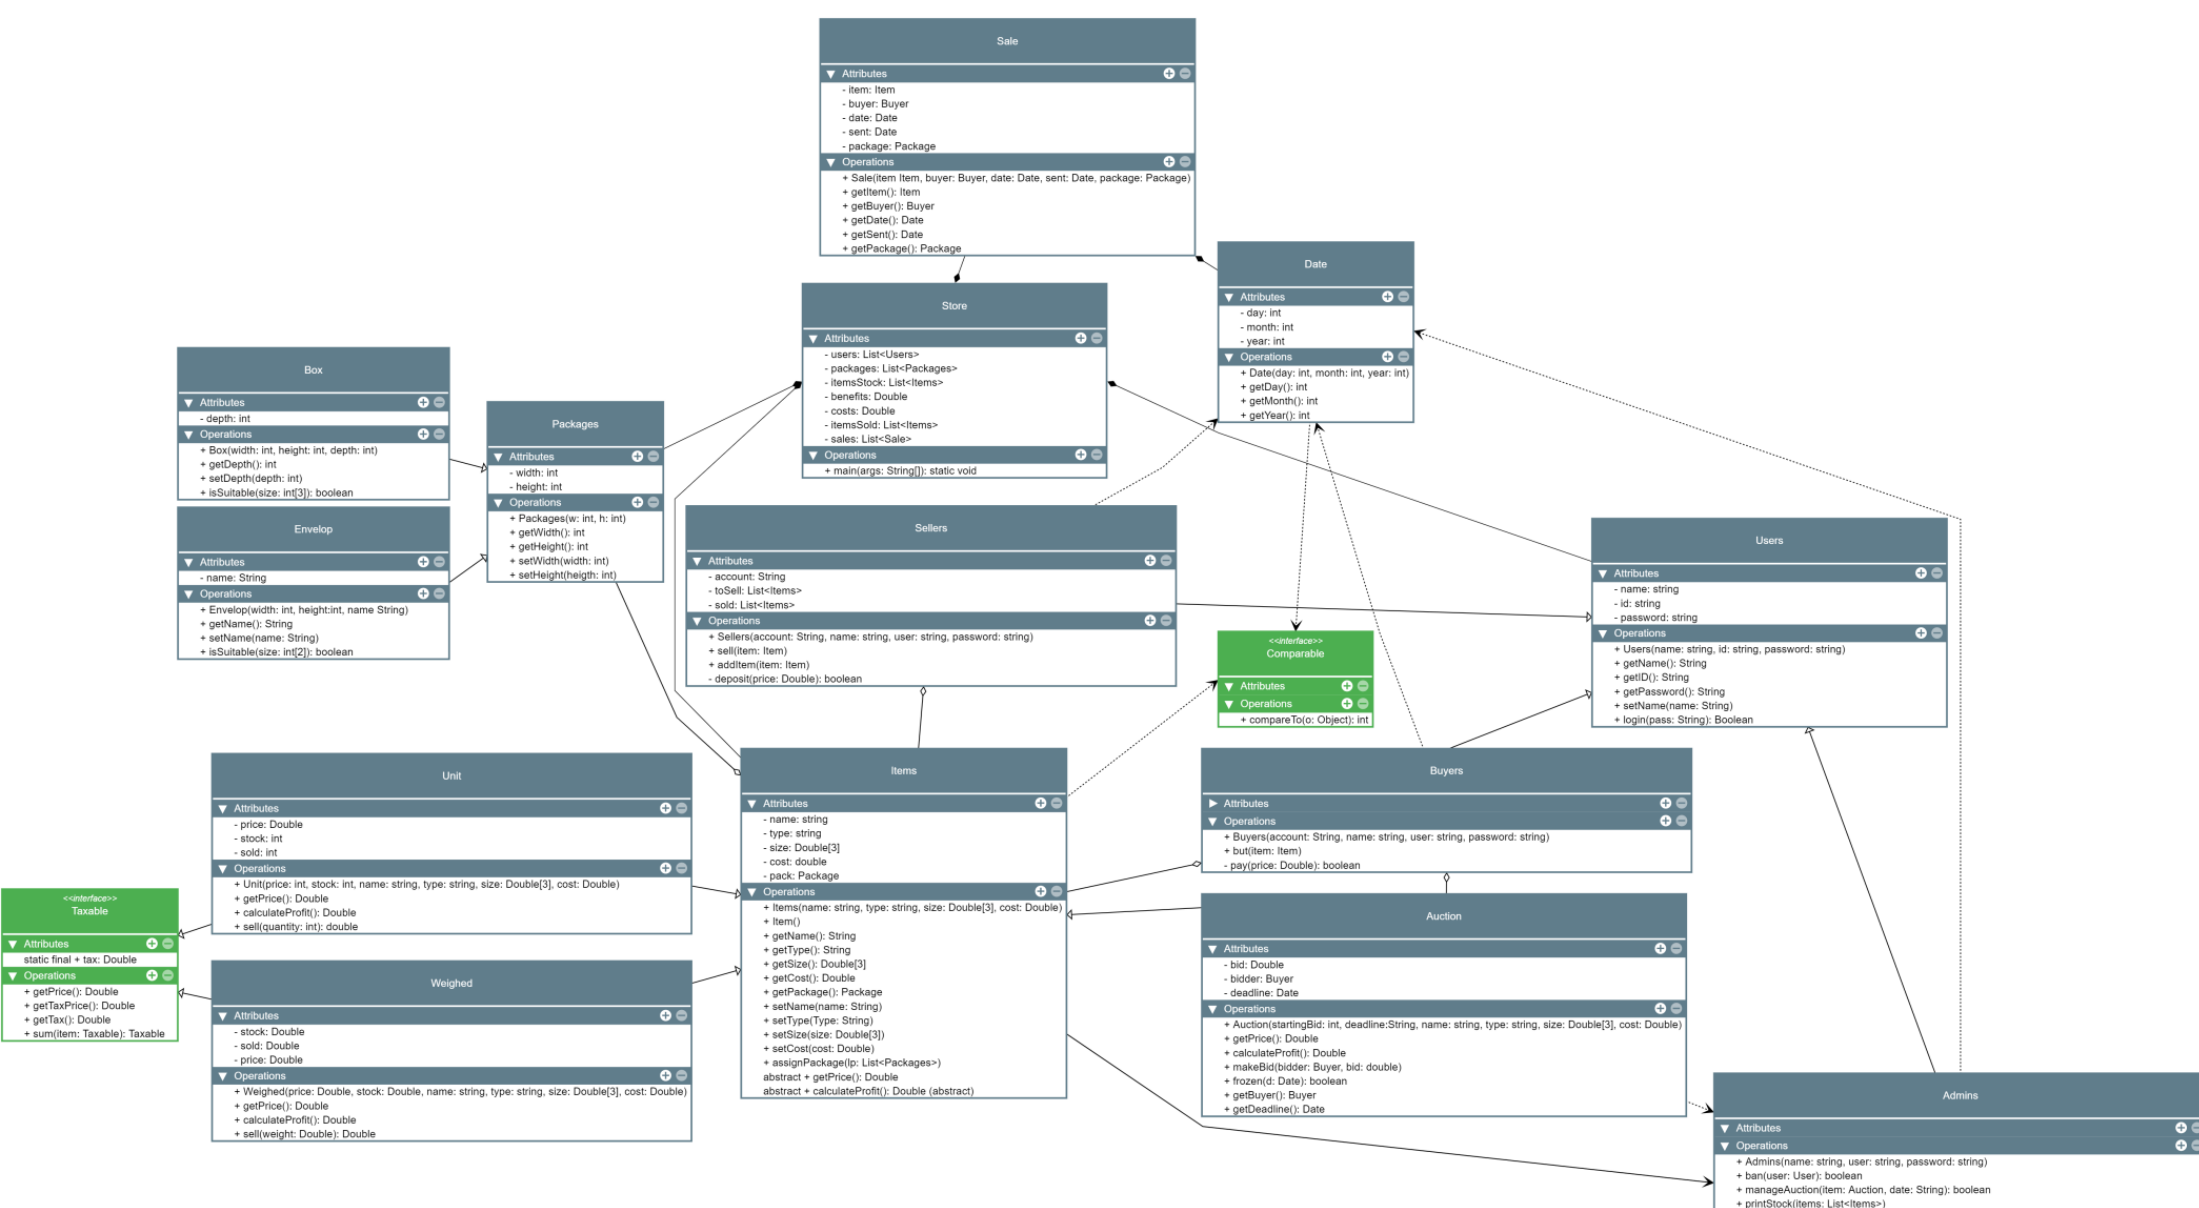 Sale
Attributes
- item: Item
- buyer: Buyer
- date: Date
- sent: Date
- package: Package
Operations
+ Sale(item Item, buyer: Buyer, date: Date, sent: Date, package: Package)
+ getItem(): Item
+ getBuyer(): Buyer
+ getDate(): Date
+ getSent(): Date
+ getPackage(): Package
Date
Attributes
- day: int
- month: int
- year: int
Operations
+ Date(day: int, month: int, year: int)
+ getDay(): int
+ getMonth(): int
+ getYear(): int
Store
Attributes
- users: List<Users>
- packages: List<Packages>
- itemsStock: List<Items>
- benefits: Double
- costs: Double
- itemsSold: List<Items>
- sales: List<Sale>
Operations
+ main(args: String[]): static void
Box
Attributes
- depth: int
Operations
+ Box(width: int, height: int, depth: int)
+ getDepth(): int
+ setDepth(depth: int)
+ isSuitable(size: int[3]): boolean
Packages
Attributes
- width: int
- height: int
Operations
+ Packages(w: int, h: int)
+ getWidth(): int
+ getHeight(): int
+ setWidth(width: int)
+ setHeight(heigth: int)
Envelop
Attributes
- name: String
Operations
+ Envelop(width: int, height:int, name String)
+ getName(): String
+ setName(name: String)
+ isSuitable(size: int[2]): boolean
Sellers
Attributes
- account: String
- toSell: List<Items>
- sold: List<Items>
Operations
+ Sellers(account: String, name: string, user: string, password: string)
+ sell(item: Item)
+ addItem(item: Item)
- deposit(price: Double): boolean
Users
Attributes
- name: string
- id: string
- password: string
Operations
+ Users(name: string, id: string, password: string)
+ getName(): String
+ getID(): String
+ getPassword(): String
+ setName(name: String)
+ login(pass: String): Boolean
<<interface>>
Comparable
Attributes
Operations
+ compareTo(o: Object): int
Unit
Attributes
- price: Double
- stock: int
- sold: int
Operations
+ Unit(price: int, stock: int, name: string, type: string, size: Double[3], cost: Double)
+ getPrice(): Double
+ calculateProfit(): Double
+ sell(quantity: int): double
Items
Attributes
- name: string
- type: string
- size: Double[3]
- cost: double
- pack: Package
Operations
+ Items(name: string, type: string, size: Double[3], cost: Double)
+ Item()
+ getName(): String
+ getType(): String
+ getSize(): Double[3]
+ getCost(): Double
+ getPackage(): Package
+ setName(name: String)
+ setType(Type: String)
+ setSize(size: Double[3])
+ setCost(cost: Double)
+ assignPackage(lp: List<Packages>)
abstract + getPrice(): Double
abstract + calculateProfit(): Double (abstract)
Buyers
Attributes
Operations
+ Buyers(account: String, name: string, user: string, password: string)
+ but(item: Item)
- pay(price: Double): boolean
<<interface>>
Taxable
Attributes
static final + tax: Double
Operations
+ getPrice(): Double
+ getTaxPrice(): Double
+ getTax(): Double
+ sum(item: Taxable): Taxable
Weighed
Attributes
- stock: Double
- sold: Double
- price: Double
Operations
+ Weighed(price: Double, stock: Double, name: string, type: string, size: Double[3], cost: Double)
+ getPrice(): Double
+ calculateProfit(): Double
+ sell(weight: Double): Double
Auction
Attributes
- bid: Double
- bidder: Buyer
- deadline: Date
Operations
+ Auction(startingBid: int, deadline:String, name: string, type: string, size: Double[3], cost: Double)
+ getPrice(): Double
+ calculateProfit(): Double
+ makeBid(bidder: Buyer, bid: double)
+ frozen(d: Date): boolean
+ getBuyer(): Buyer
+ getDeadline(): Date
Admins
Attributes
Operations
+ Admins(name: string, user: string, password: string)
+ ban(user: User): boolean
+ manageAuction(item: Auction, date: String): boolean
+ printStock(items: List<Items>)